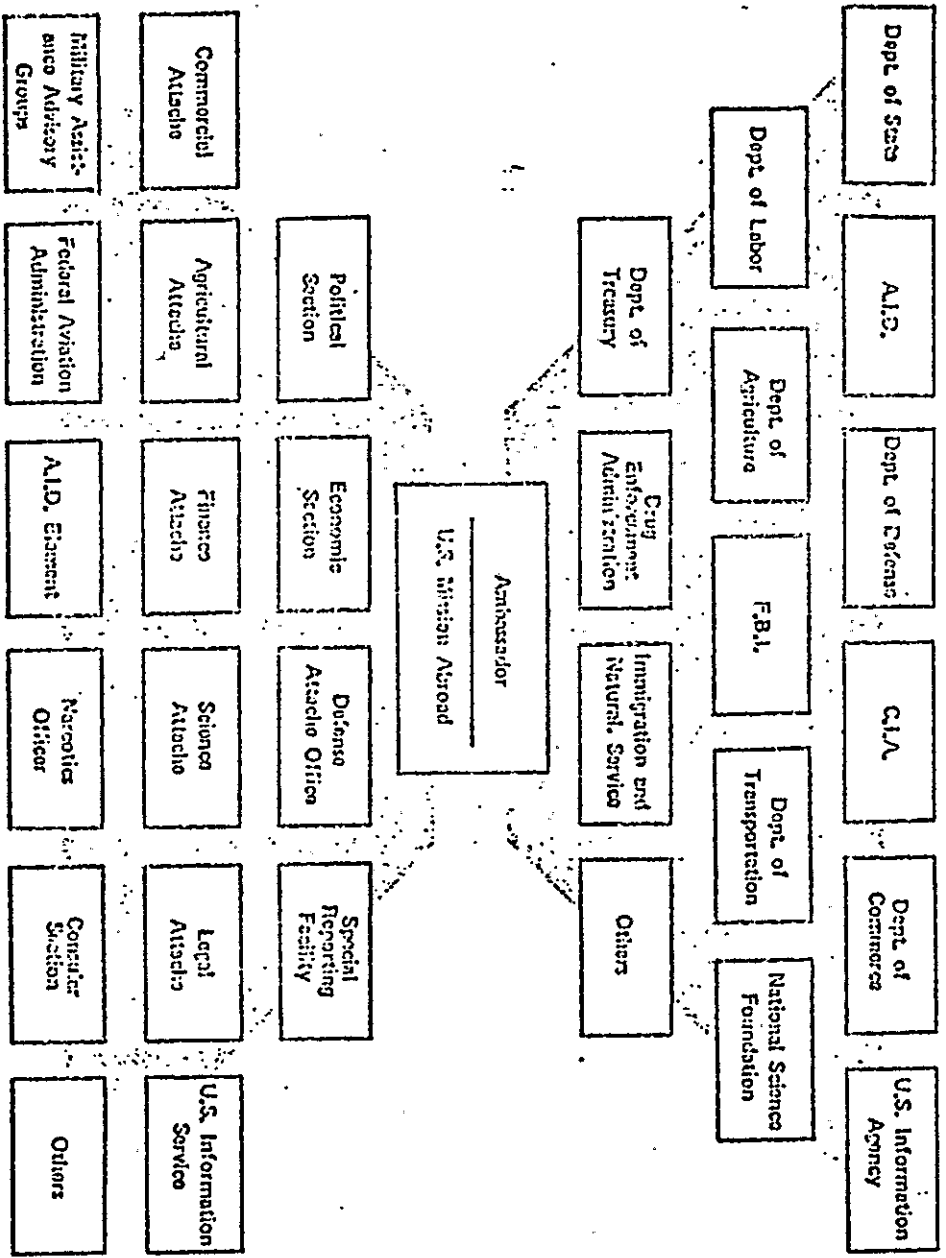 Dept. of State
A.I.D.
Dept. of Defense
C.I.A.
Dept. of
Commerce
U.S. Information
Agency
Dept. of Labor
Dept. of
Agriculture
F.B.I.
Dept. of
Transportation
National Science
Foundation
Dept. of
Treasury
Drug
Enforcement
Administration
Immigration and
Natural. Service
Others
Ambassador
U.S. Mission Abroad
Political
Section
Economic
Section
Defense
Attache Office
Special
Reporting
Facility
Commercial
Attache
Agricultural
Attache
Finance
Attache
Science
Attache
Legal
Attache
U.S. Information
Service
Military Assist-
ance Advisory
Groups
Federal Aviation
Administration
A.I.D. Element
Narcotics
Officer
Consular
Section
Others